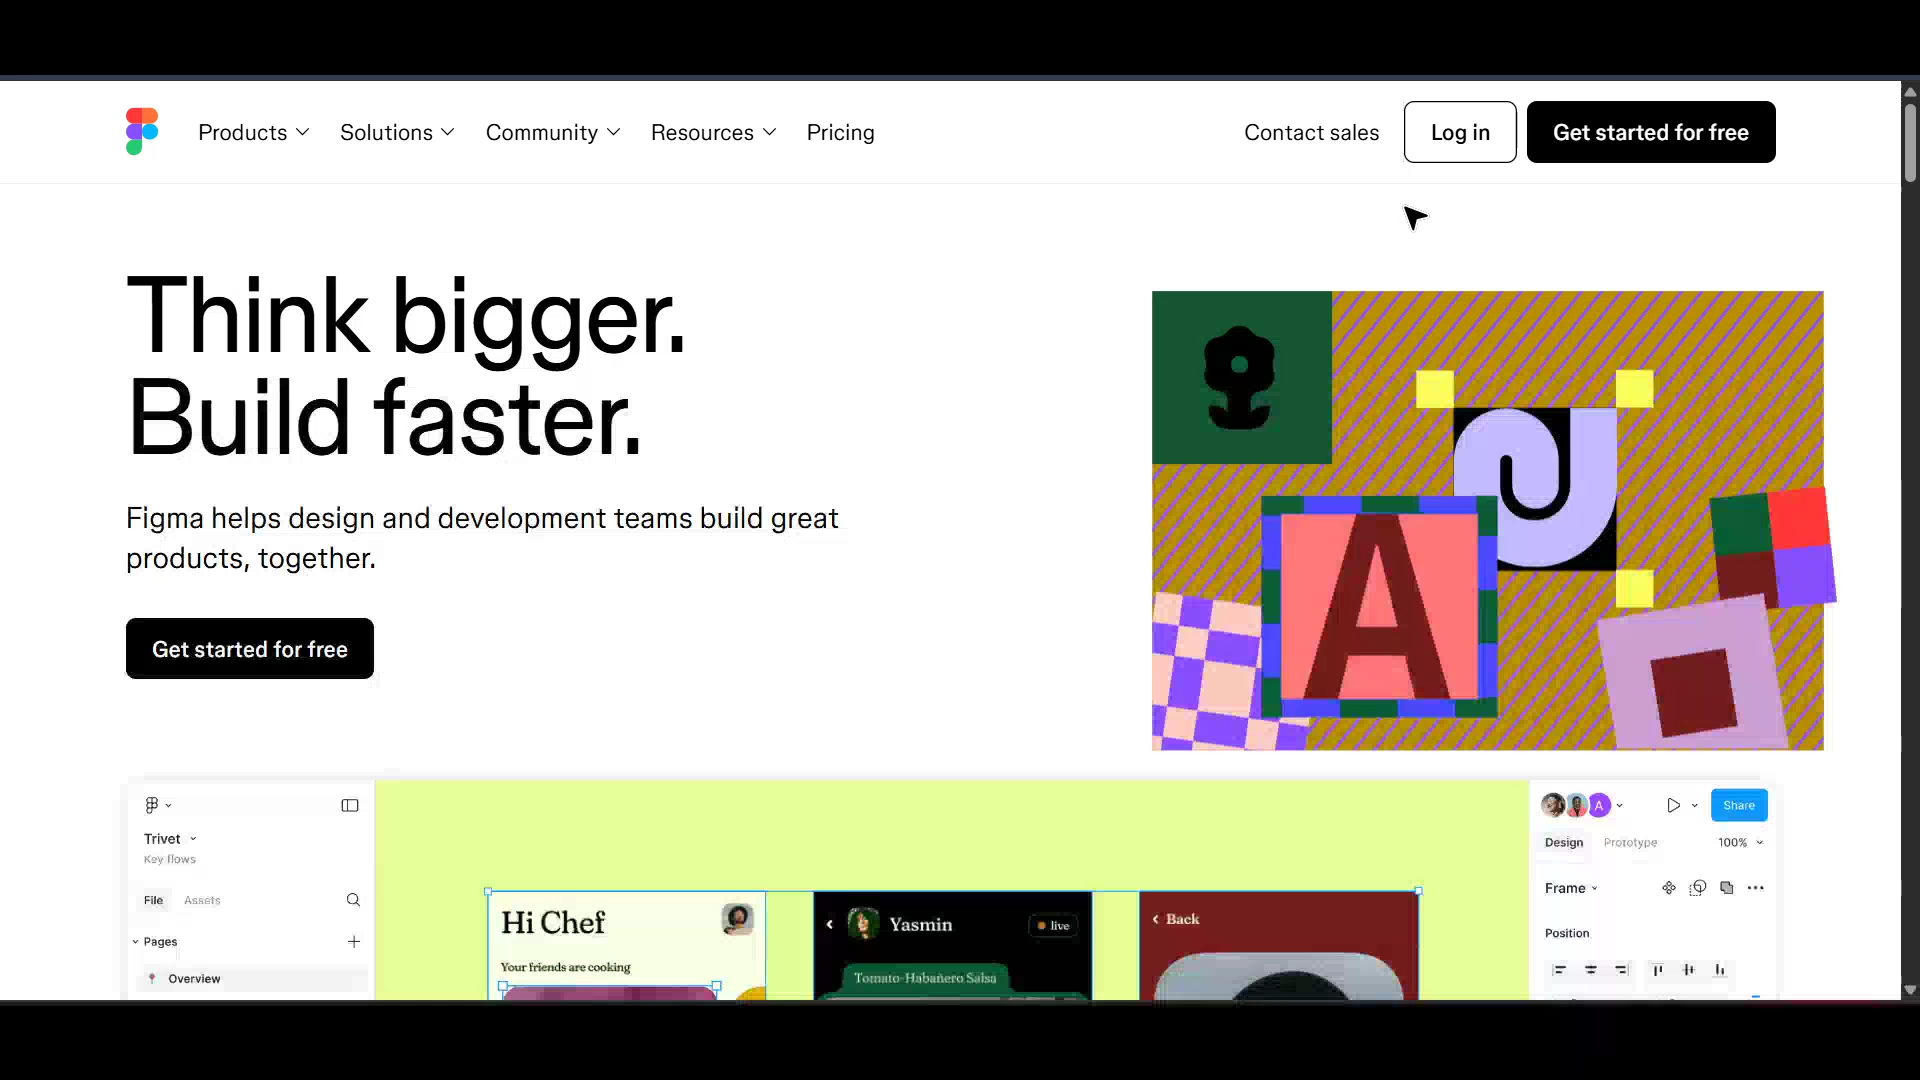 Products
Solutions
Community
Resources
Pricing
Contact sales
Log in
Get started for free
Think bigger.
Build faster.
Figma helps design and development teams build great
products, together.
Get started for free
A
Trivet
Key flows
File
Assets
Pages
Overview
Hi Chef
Your friends are cooking
Yasmin
live
Tomato-Habañero Salsa
Back
A
Share
Design
Prototype
100%
Frame
Position